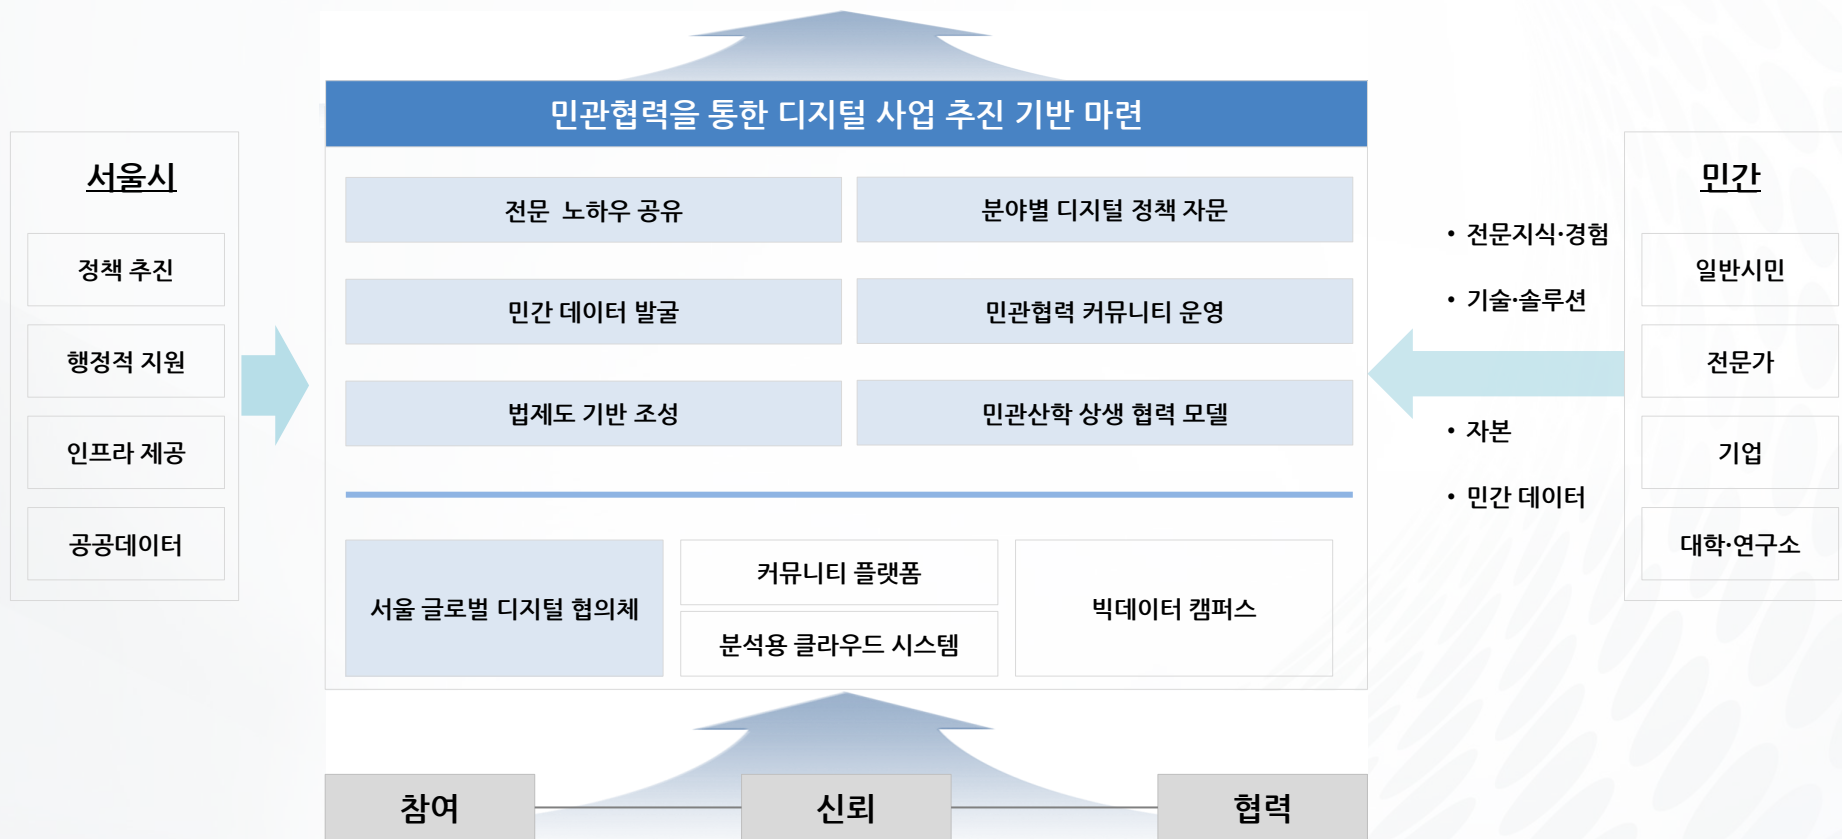 민관협력을 통한 디지털 사업 추진 기반 마련
서울시
정책 추진
행정적 지원
인프라 제공
공공데이터
전문 노하우 공유
분야별 디지털 정책 자문
민간 데이터 발굴
민관협력 커뮤니티 운영
법제도 기반 조성
민관산학 상생 협력 모델
서울 글로벌 디지털 협의체
커뮤니티 플랫폼
분석용 클라우드 시스템
빅데이터 캠퍼스
• 전문지식·경험
• 기술·솔루션
• 자본
• 민간 데이터
민간
일반시민
전문가
기업
대학·연구소
참여
신뢰
협력